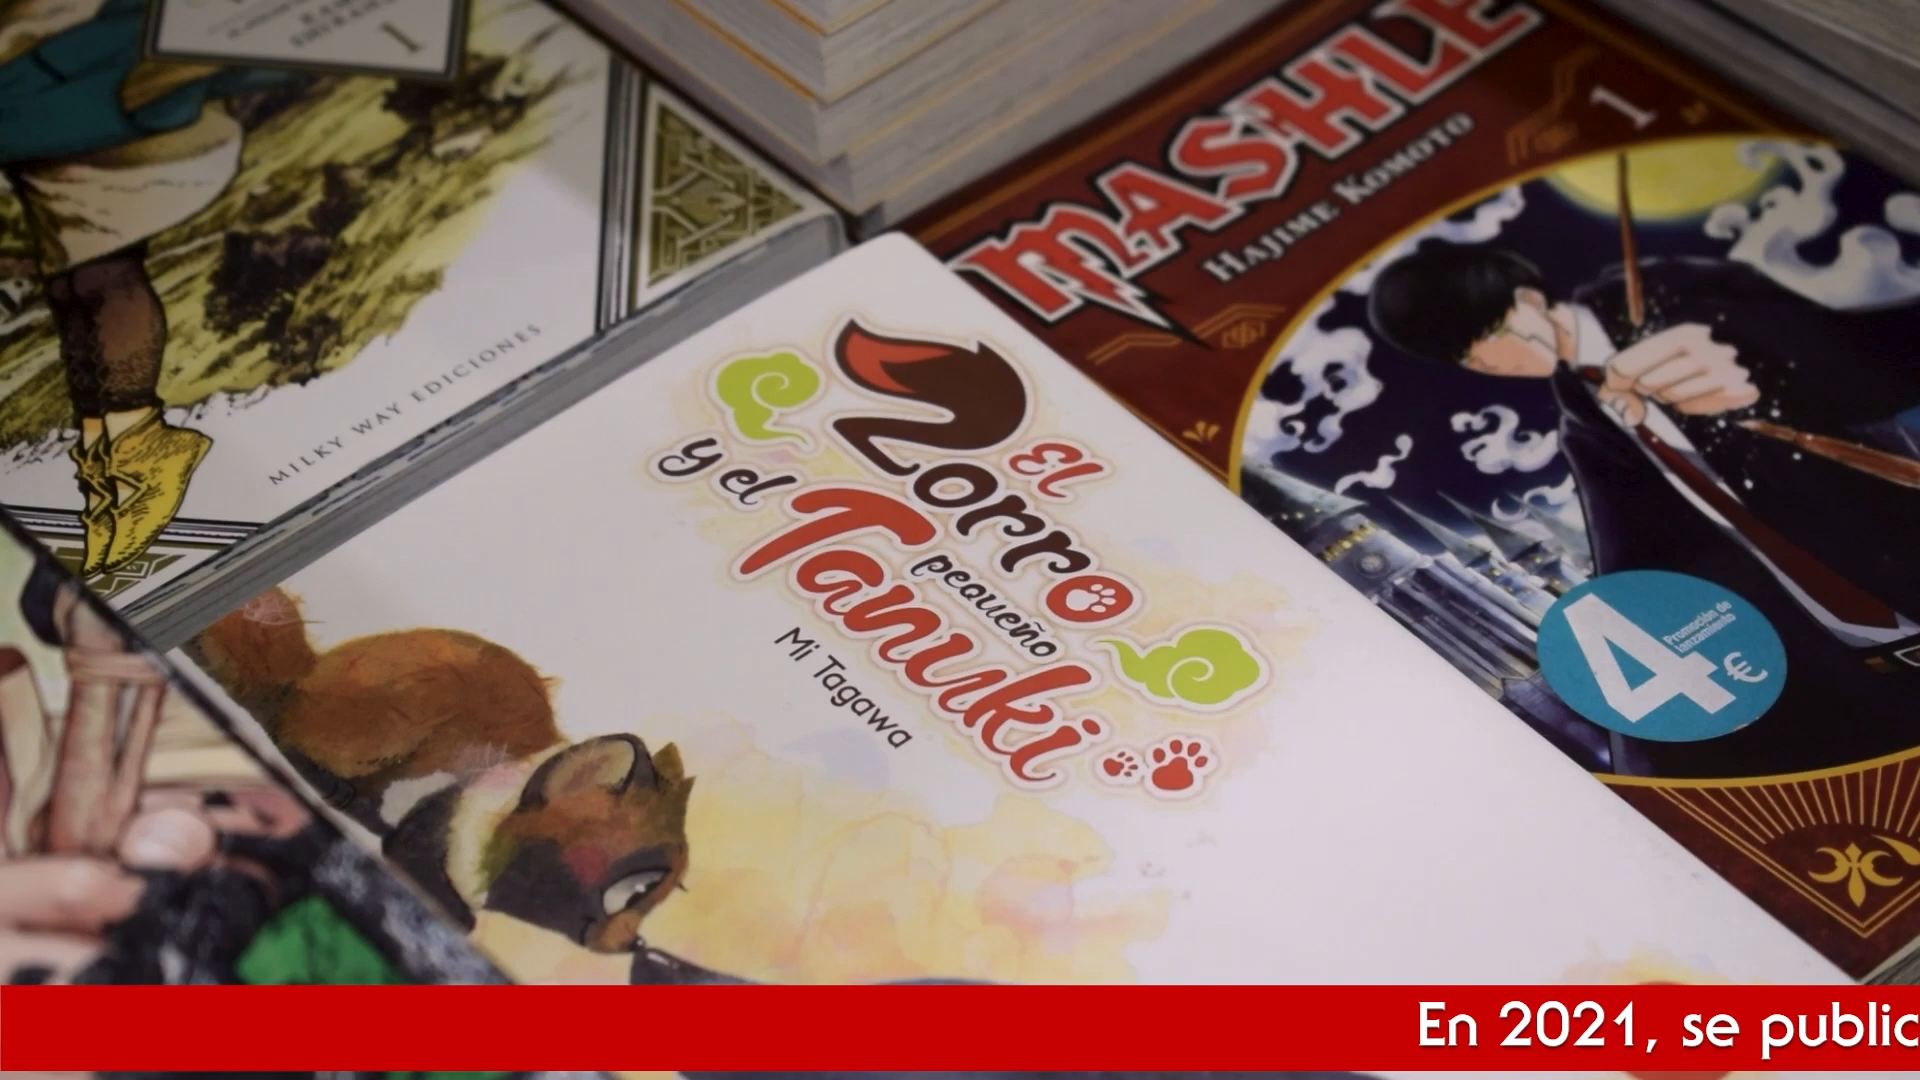 1
MILKY WAY EDICIONES
MASHLE
HAJIME KOMOTO
1
El
Zorro
y el pequeño
Tanuki
Mi Tagawa
4€
Promoción de
lanzamiento
En 2021, se public